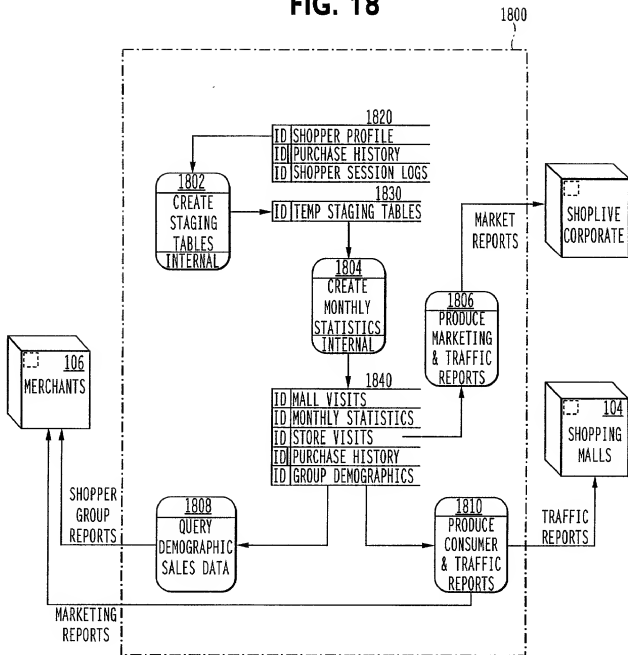 FIG. 18
1800
1820
ID SHOPPER PROFILE
ID PURCHASE HISTORY
ID SHOPPER SESSION LOGS
1802
CREATE
STAGING
TABLES
INTERNAL
1830
ID TEMP STAGING TABLES
MARKET
REPORTS
SHOPLIVE
CORPORATE
1804
CREATE
MONTHLY
STATISTICS
INTERNAL
1806
PRODUCE
MARKETING
& TRAFFIC
REPORTS
106
MERCHANTS
1840
ID MALL VISITS
ID MONTHLY STATISTICS
ID STORE VISITS
ID PURCHASE HISTORY
ID GROUP DEMOGRAPHICS
104
SHOPPING
MALLS
SHOPPER
GROUP
REPORTS
1808
QUERY
DEMOGRAPHIC
SALES DATA
1810
PRODUCE
CONSUMER
& TRAFFIC
REPORTS
TRAFFIC
REPORTS
MARKETING
REPORTS